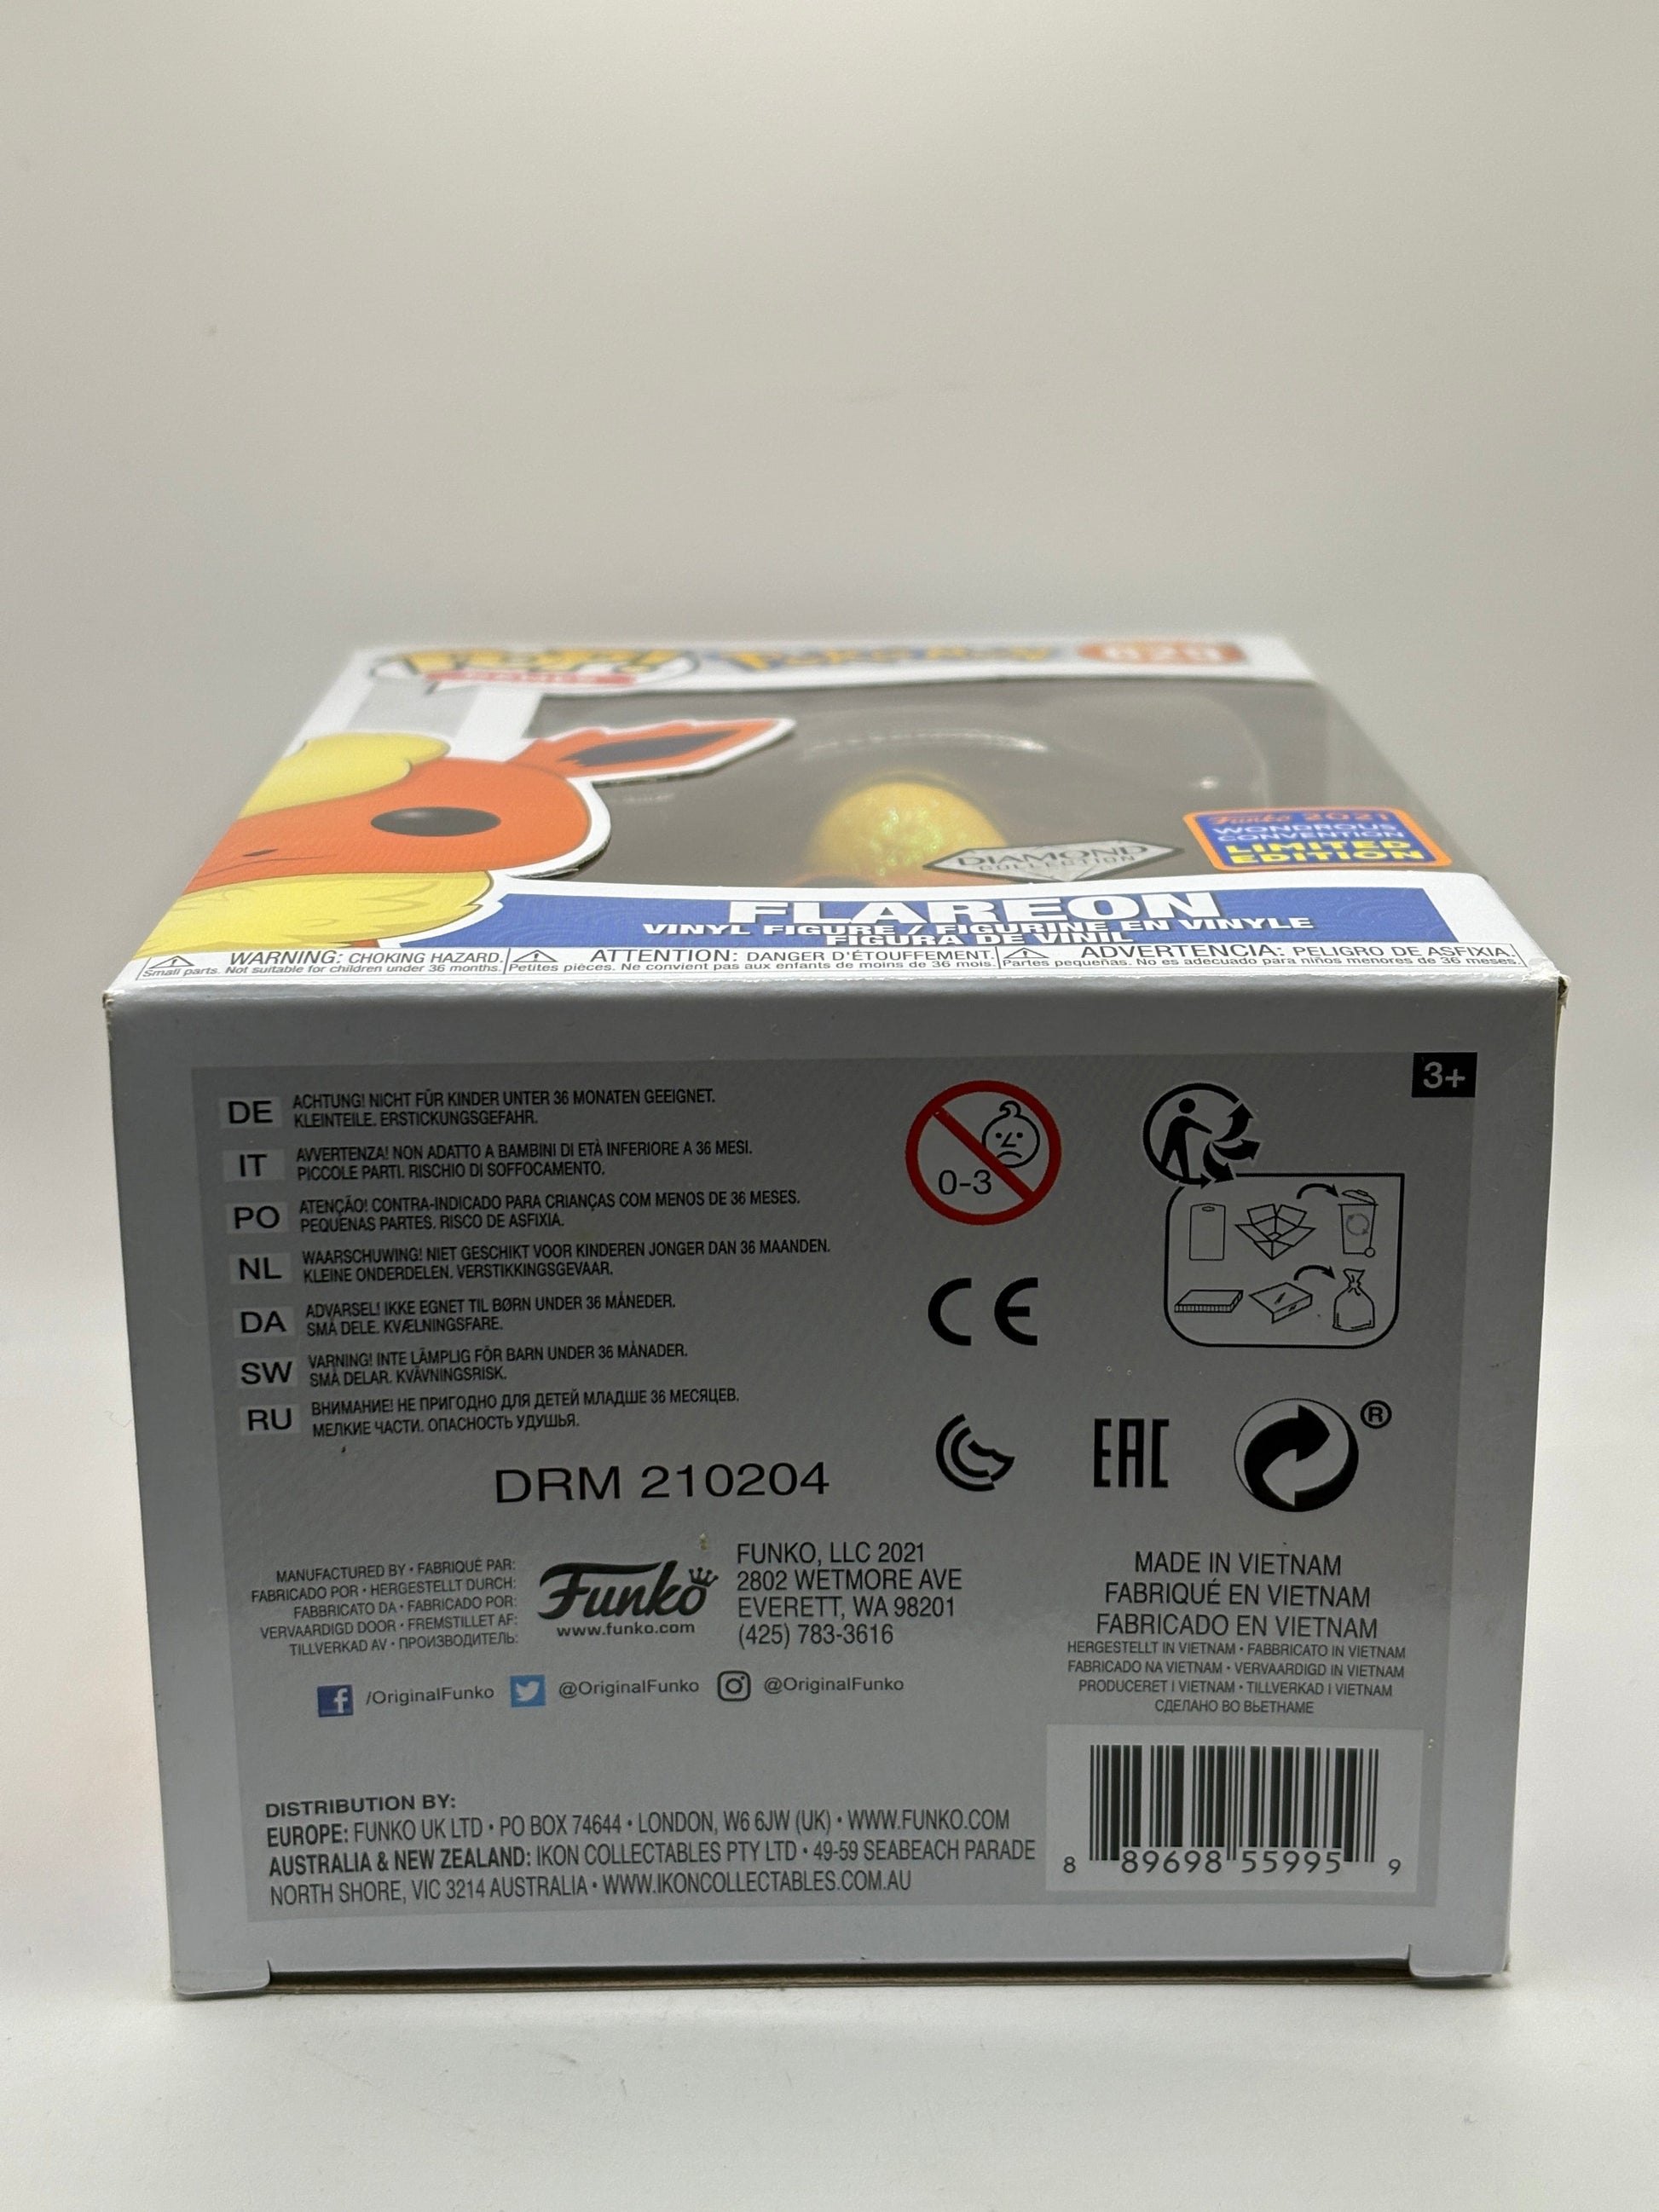 POP!
GAMES
Pokémon
629
DIAMOND
COLLECTION
Funko 2021
WONDROUS
CONVENTION
LIMITED
EDITION
FLAREON
VINYL FIGURE / FIGURINE EN VINYLE
FIGURA DE VINIL
WARNING: CHOKING HAZARD.
Small parts. Not suitable for children under 36 months.
ATTENTION: DANGER D'ÉTOUFFEMENT.
Petites pièces. Ne convient pas aux enfants de moins de 36 mois.
ADVERTENCIA: PELIGRO DE ASFIXIA.
Partes pequeñas. No es adecuado para niños menores de 36 meses.
3+
DE ACHTUNG! NICHT FÜR KINDER UNTER 36 MONATEN GEEIGNET.
KLEINTEILE. ERSTICKUNGSGEFAHR.
IT AVVERTENZA! NON ADATTO A BAMBINI DI ETÀ INFERIORE A 36 MESI.
PICCOLE PARTI. RISCHIO DI SOFFOCAMENTO.
PO ATENÇÃO! CONTRA-INDICADO PARA CRIANÇAS COM MENOS DE 36 MESES.
PEQUENAS PARTES. RISCO DE ASFIXIA.
NL WAARSCHUWING! NIET GESCHIKT VOOR KINDEREN JONGER DAN 36 MAANDEN.
KLEINE ONDERDELEN. VERSTIKKINGSGEVAAR.
DA ADVARSEL! IKKE EGNET TIL BØRN UNDER 36 MÅNEDER.
SMÅ DELE. KVÆLNINGSFARE.
SW VARNING! INTE LÄMPLIG FÖR BARN UNDER 36 MÅNADER.
SMÅ DELAR. KVÄVNINGSRISK.
RU ВНИМАНИЕ! НЕ ПРИГОДНО ДЛЯ ДЕТЕЙ МЛАДШЕ 36 МЕСЯЦЕВ.
МЕЛКИЕ ЧАСТИ. ОПАСНОСТЬ УДУШЬЯ.
0-3
CE
EAC
®
DRM 210204
MANUFACTURED BY • FABRIQUÉ PAR:
FABRICADO POR • HERGESTELLT DURCH:
FABBRICATO DA • FABRICADO POR:
VERVAARDIGD DOOR • FREMSTILLET AF:
TILLVERKAD AV • ПРОИЗВОДИТЕЛЬ:
Funko
www.funko.com
FUNKO, LLC 2021
2802 WETMORE AVE
EVERETT, WA 98201
(425) 783-3616
MADE IN VIETNAM
FABRIQUÉ EN VIETNAM
FABRICADO EN VIETNAM
HERGESTELLT IN VIETNAM • FABBRICATO IN VIETNAM
FABRICADO NA VIETNAM • VERVAARDIGD IN VIETNAM
PRODUCERET I VIETNAM • TILLVERKAD I VIETNAM
СДЕЛАНО ВО ВЬЕТНАМЕ
f /OriginalFunko @OriginalFunko @OriginalFunko
DISTRIBUTION BY:
EUROPE: FUNKO UK LTD • PO BOX 74644 • LONDON, W6 6JW (UK) • WWW.FUNKO.COM
AUSTRALIA & NEW ZEALAND: IKON COLLECTABLES PTY LTD • 49-59 SEABEACH PARADE
NORTH SHORE, VIC 3214 AUSTRALIA • WWW.IKONCOLLECTABLES.COM.AU
8 89698 55995 9